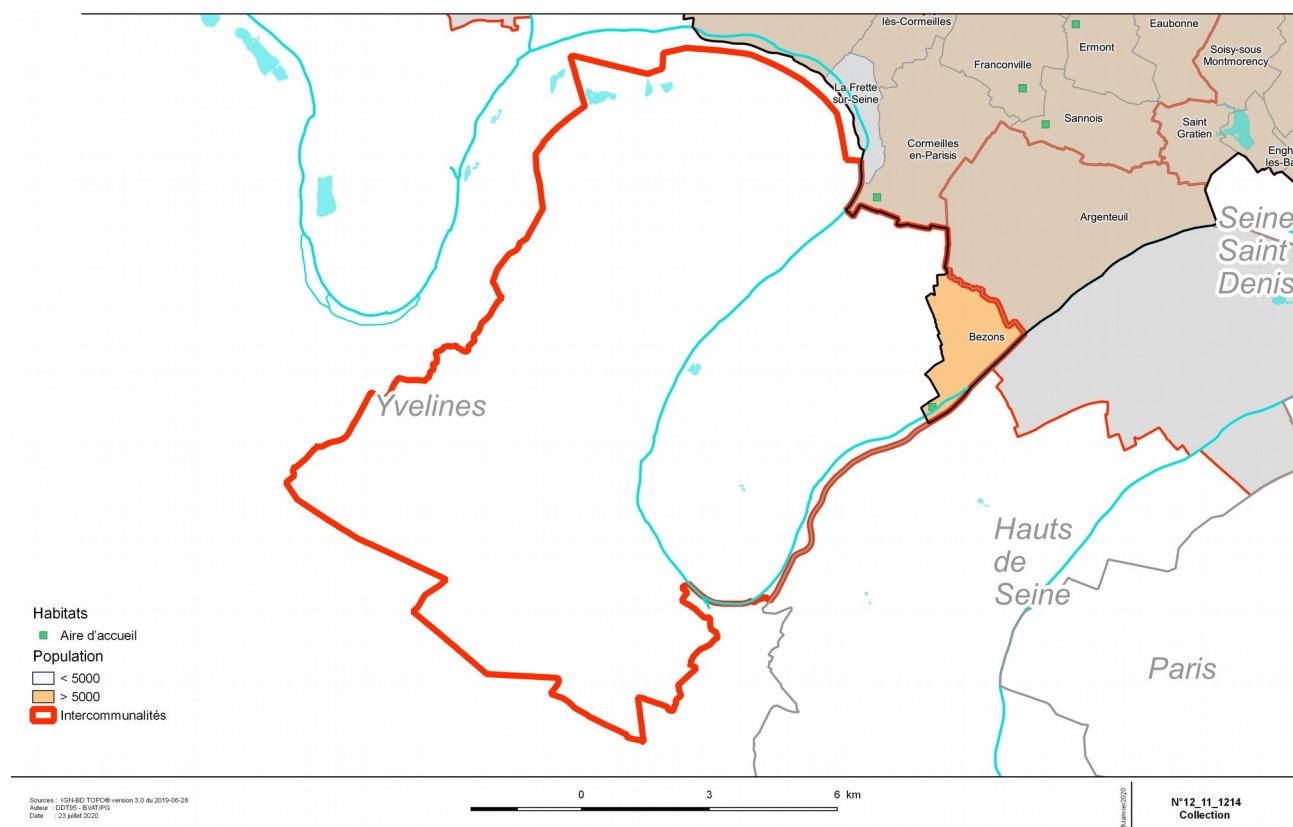 lès-Cormeilles
Eaubonne
Ermont
Soisy-sous
Montmorency
Franconville
La Frette
sur-Seine
Sannois
Saint
Gratien
Cormeilles
en-Parisis
Engh
les-Ba
Argenteuil
Seine
Saint
Denis
Bezons
Yvelines
Hauts
de
Seine
Paris
Habitats
Aire d'accueil
Population
< 5000
> 5000
Intercommunalités
0 3 6 km
Sources : IGN-BD TOPO® version 3.0 du 2019-06-28
Auteur : DDT95 - BVAT/PG
Date : 23 juillet 2020
N°12_11_1214
Collection